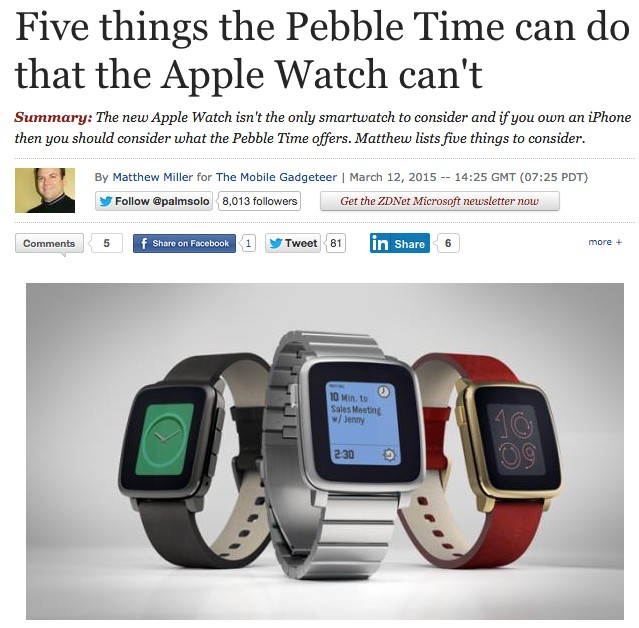 Five things the Pebble Time can do
that the Apple Watch can't
Summary: The new Apple Watch isn't the only smartwatch to consider and if you own an iPhone
then you should consider what the Pebble Time offers. Matthew lists five things to consider.
By Matthew Miller for The Mobile Gadgeteer | March 12, 2015 -- 14:25 GMT (07:25 PDT)
Follow @palmsolo 8,013 followers Get the ZDNet Microsoft newsletter now
Comments 5 f Share on Facebook 1 Tweet 81 in Share 6 more +
MEETING
10 Min. to
Sales Meeting
w/ Jenny
2:30
10
09